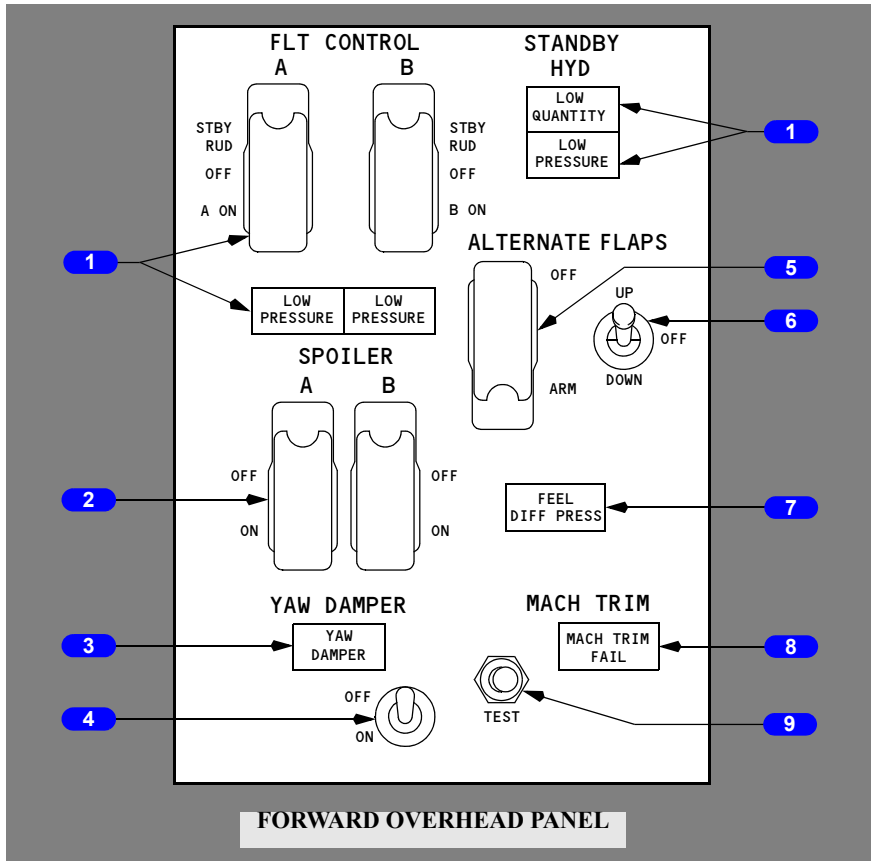 FLT CONTROL
A
B
STANDBY
HYD
LOW
QUANTITY
LOW
PRESSURE
1
STBY
RUD
OFF
A ON
STBY
RUD
OFF
B ON
1
LOW
PRESSURE
LOW
PRESSURE
ALTERNATE FLAPS
OFF
ARM
UP
OFF
DOWN
5
6
SPOILER
A
B
OFF
ON
OFF
ON
2
FEEL
DIFF PRESS
7
YAW DAMPER
YAW
DAMPER
3
OFF
ON
4
MACH TRIM
MACH TRIM
FAIL
8
TEST
9
FORWARD OVERHEAD PANEL